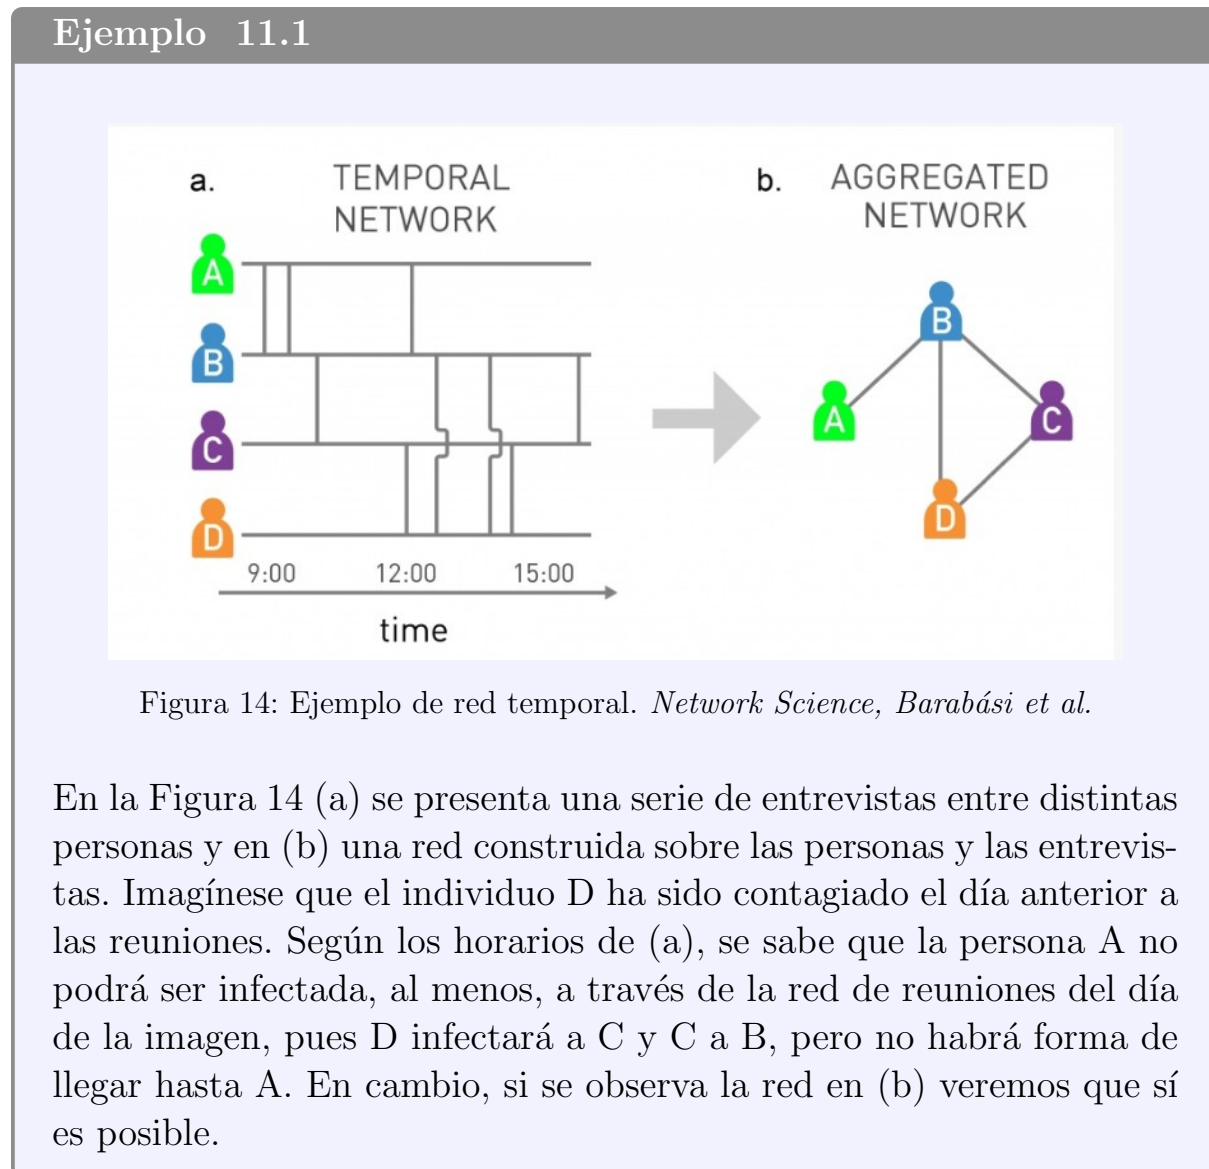 Ejemplo 11.1
a. TEMPORAL NETWORK
b. AGGREGATED NETWORK
A
B
C
D
9:00 12:00 15:00
time
B
A
C
D
Figura 14: Ejemplo de red temporal. Network Science, Barabási et al.
En la Figura 14 (a) se presenta una serie de entrevistas entre distintas
personas y en (b) una red construida sobre las personas y las entrevis-
tas. Imagínese que el individuo D ha sido contagiado el día anterior a
las reuniones. Según los horarios de (a), se sabe que la persona A no
podrá ser infectada, al menos, a través de la red de reuniones del día
de la imagen, pues D infectará a C y C a B, pero no habrá forma de
llegar hasta A. En cambio, si se observa la red en (b) veremos que sí
es posible.